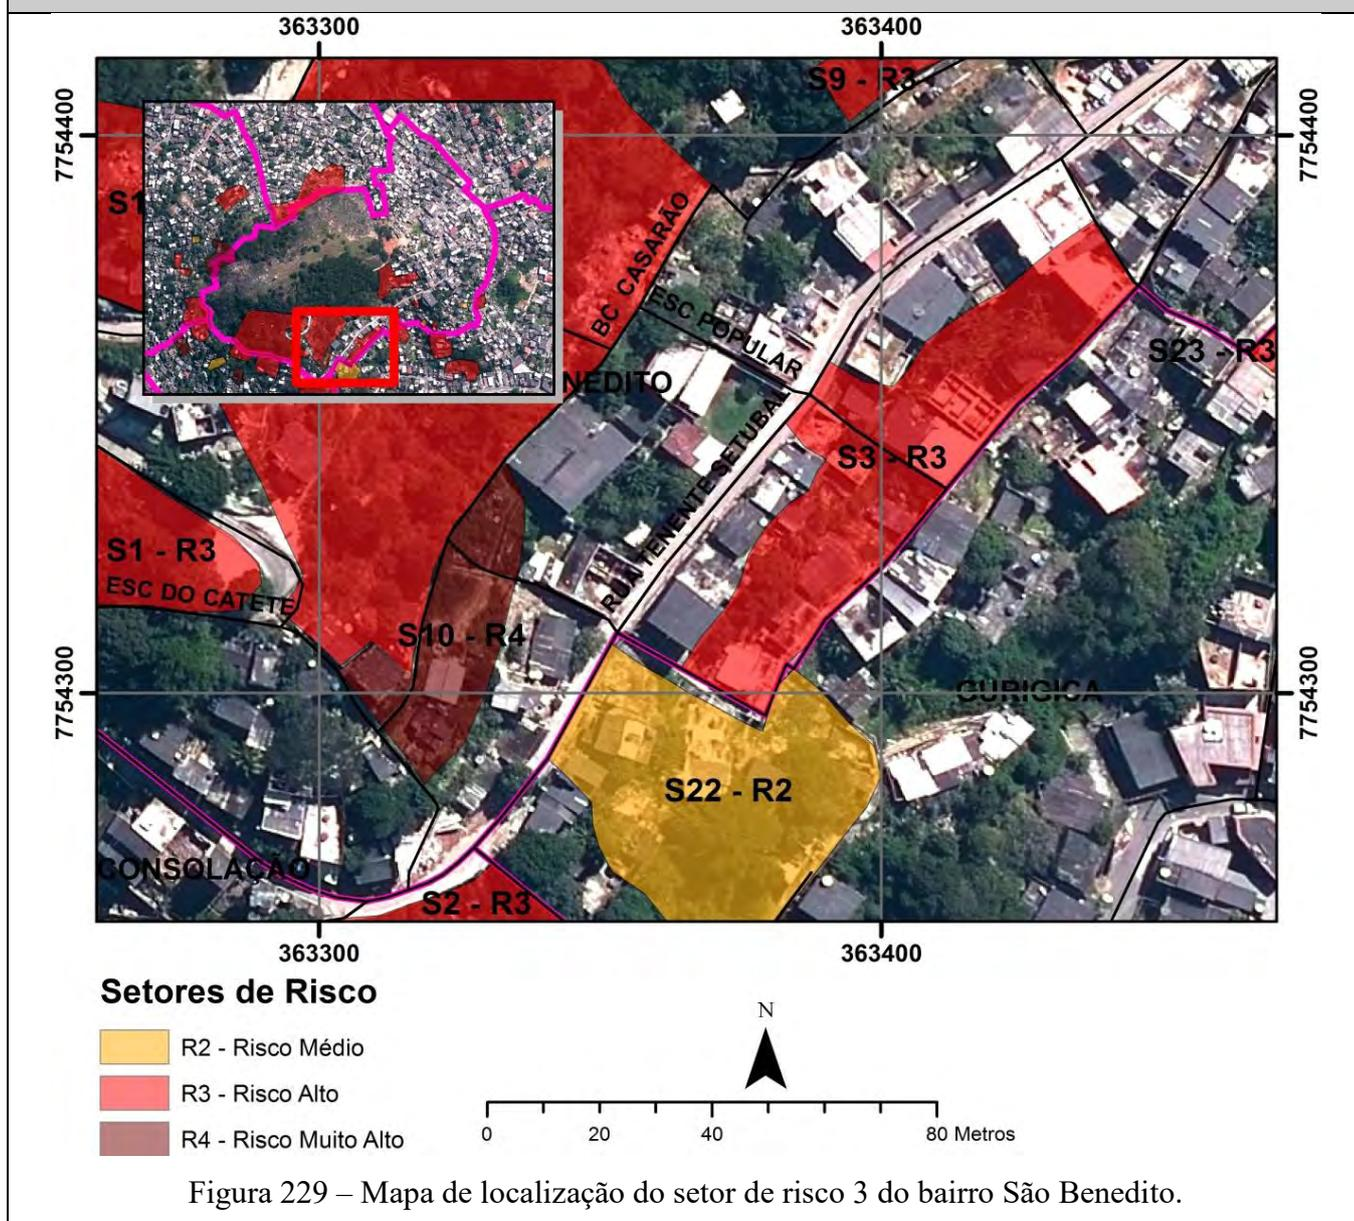 363300 363400
7754400 7754400
S9 - R3
S1
BC CASARÃO
ESC POPULAR
S23 - R3
NEDITO
RUA TENENTE SETUBAL
S3 - R3
S1 - R3
ESC DO CATETE
S10 - R4
7754300 7754300
GURIGICA
S22 - R2
CONSOLAÇÃO
S2 - R3
363300 363400
Setores de Risco
R2 - Risco Médio
R3 - Risco Alto
R4 - Risco Muito Alto
N
0 20 40 80 Metros
Figura 229 – Mapa de localização do setor de risco 3 do bairro São Benedito.